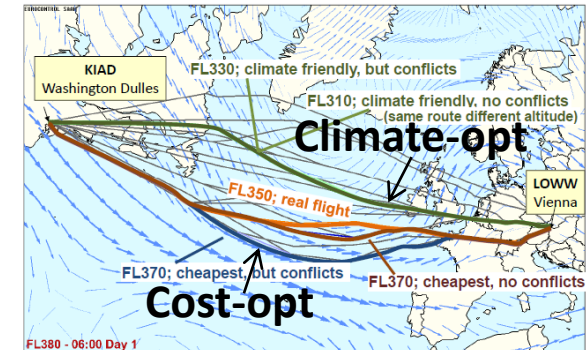 EUROCONTROL SAAM
KIAD
Washington Dulles
FL330; climate friendly, but conflicts
FL310; climate friendly, no conflicts
(same route different altitude)
Climate-opt
LOWW
Vienna
FL350; real flight
FL370; cheapest, but conflicts
FL370; cheapest, no conflicts
Cost-opt
FL380 - 06:00 Day 1